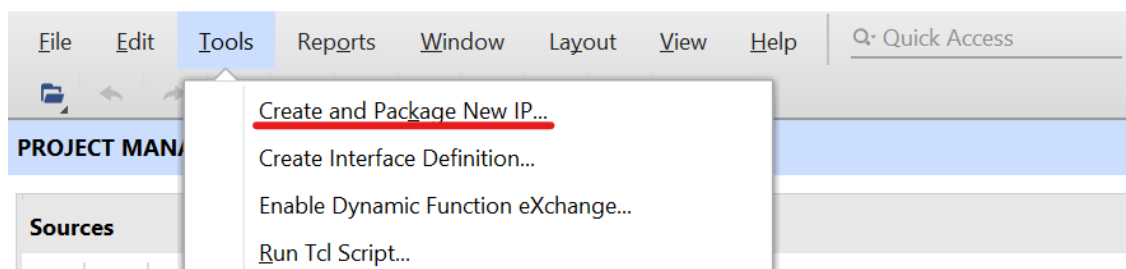 File Edit Tools Reports Window Layout View Help Quick Access
Create and Package New IP...
PROJECT MANA
Create Interface Definition...
Enable Dynamic Function eXchange...
Sources
Run Tcl Script...